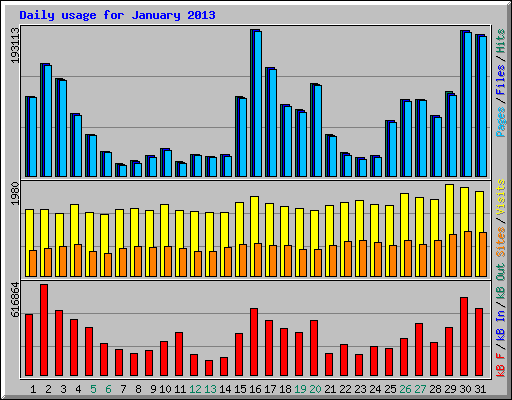 Daily usage for January 2013
193113
Pages / Files / Hits
1980
Sites / Visits
616864
kB F / kB In / kB Out
1 2 3 4 5 6 7 8 9 10 11 12 13 14 15 16 17 18 19 20 21 22 23 24 25 26 27 28 29 30 31